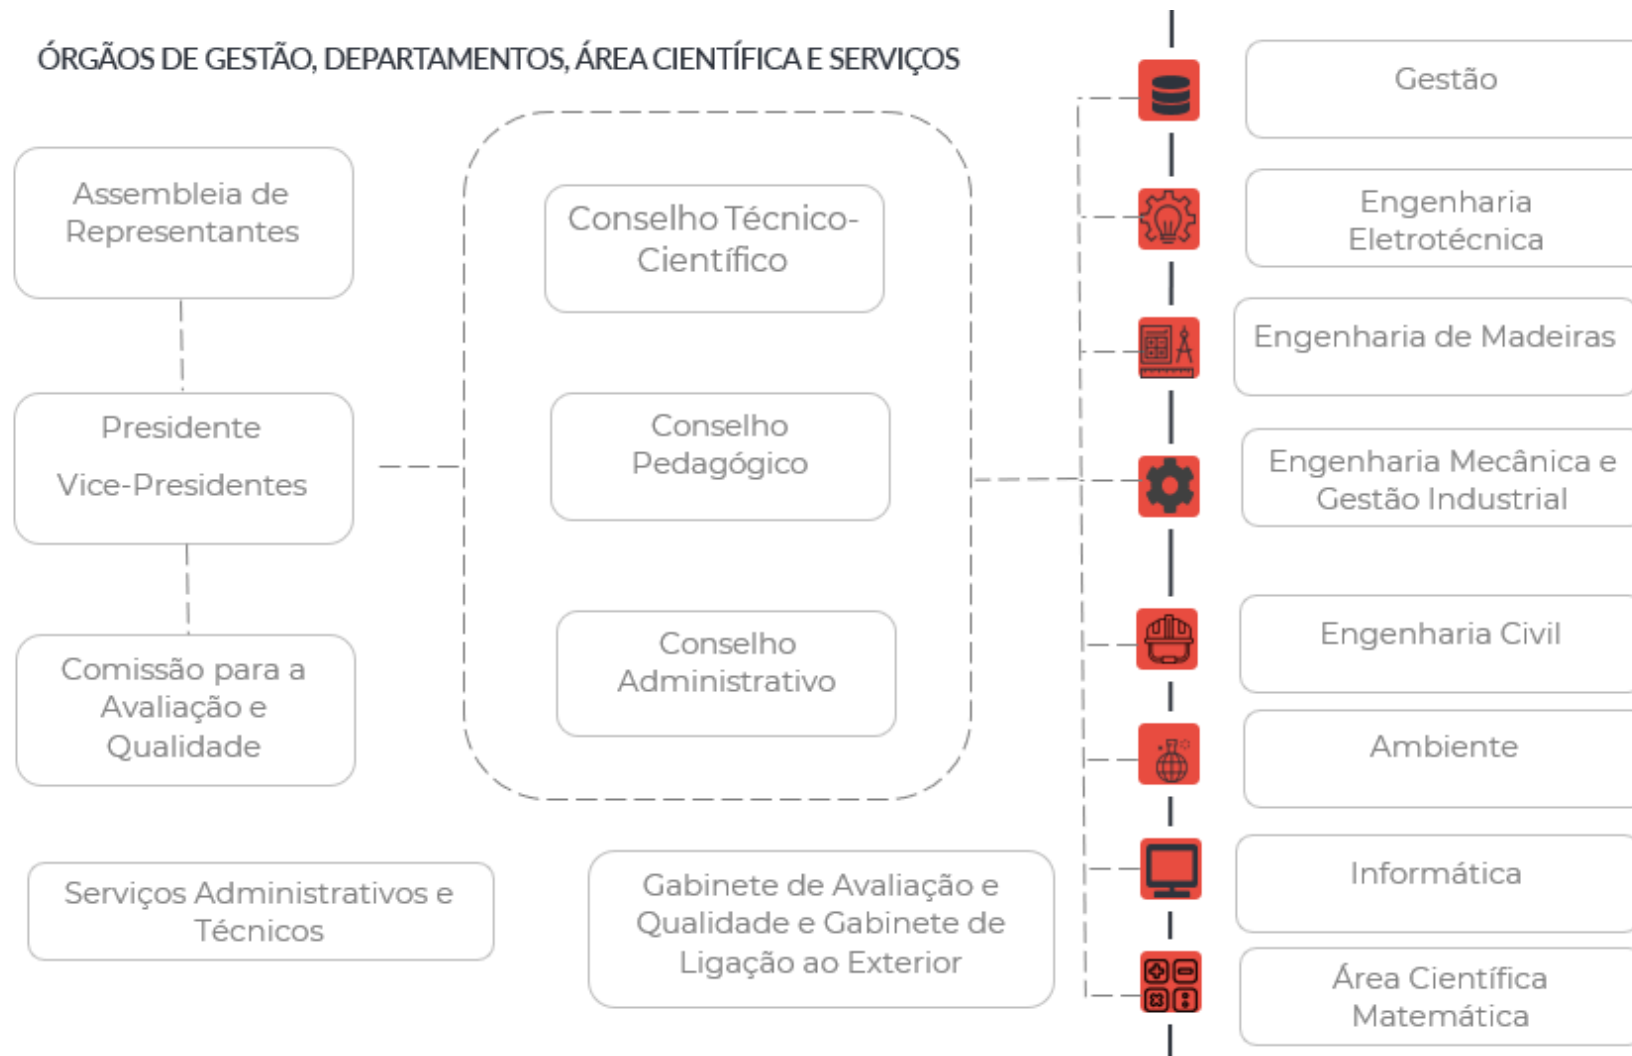 ÓRGÃOS DE GESTÃO, DEPARTAMENTOS, ÁREA CIENTÍFICA E SERVIÇOS
Assembleia de
Representantes
Presidente
Vice-Presidentes
Comissão para a
Avaliação e
Qualidade
Conselho Técnico-
Científico
Conselho
Pedagógico
Conselho
Administrativo
Serviços Administrativos e
Técnicos
Gabinete de Avaliação e
Qualidade e Gabinete de
Ligação ao Exterior
Gestão
Engenharia
Eletrotécnica
Engenharia de Madeiras
Engenharia Mecânica e
Gestão Industrial
Engenharia Civil
Ambiente
Informática
Área Científica
Matemática